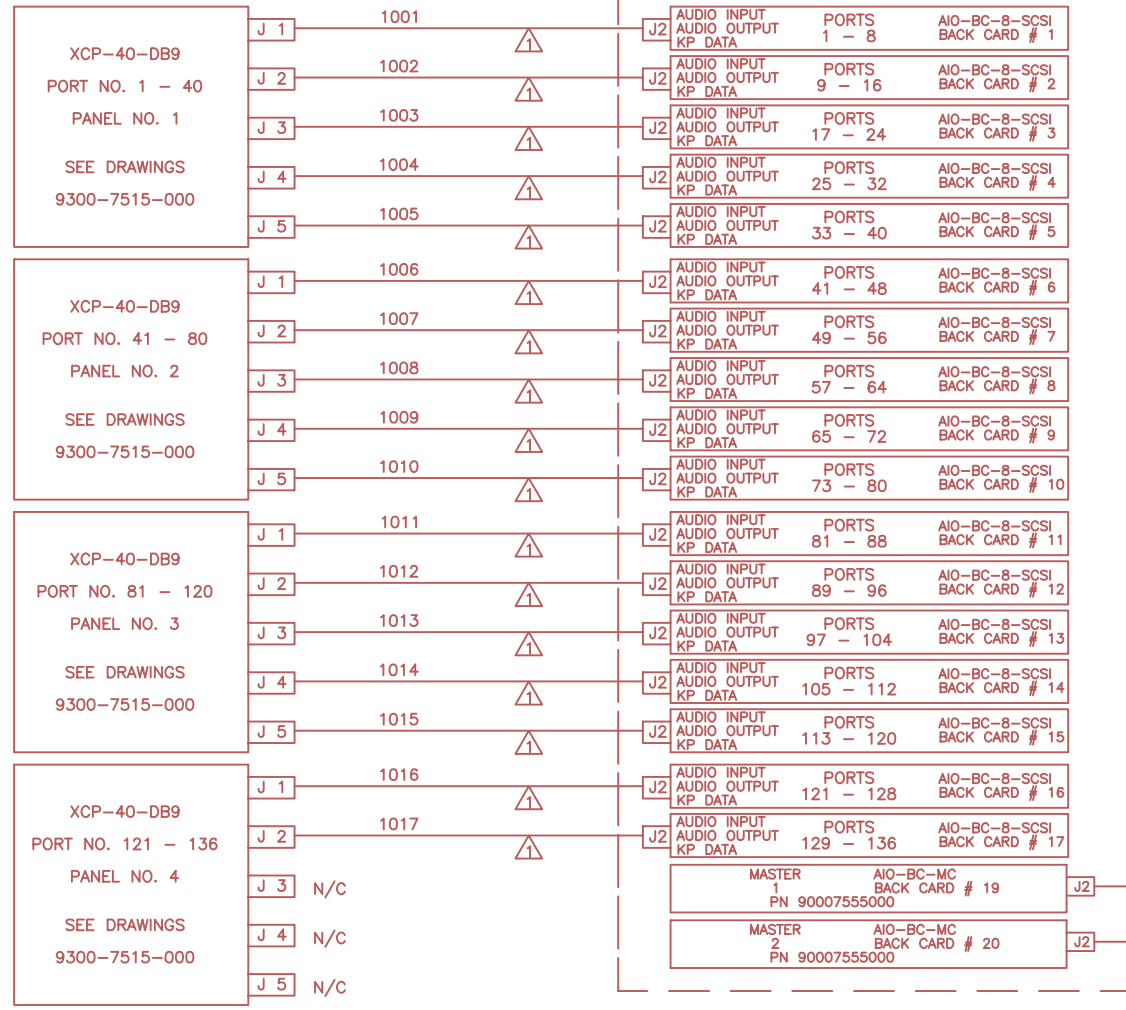 XCP-40-DB9
PORT NO. 1 - 40
PANEL NO. 1
SEE DRAWINGS
9300-7515-000
J 1
1001
1
J2
AUDIO INPUT
AUDIO OUTPUT
KP DATA
PORTS
1 - 8
AIO-BC-8-SCSI
BACK CARD # 1
J 2
1002
1
J2
AUDIO INPUT
AUDIO OUTPUT
KP DATA
PORTS
9 - 16
AIO-BC-8-SCSI
BACK CARD # 2
J 3
1003
1
J2
AUDIO INPUT
AUDIO OUTPUT
KP DATA
PORTS
17 - 24
AIO-BC-8-SCSI
BACK CARD # 3
J 4
1004
1
J2
AUDIO INPUT
AUDIO OUTPUT
KP DATA
PORTS
25 - 32
AIO-BC-8-SCSI
BACK CARD # 4
J 5
1005
1
J2
AUDIO INPUT
AUDIO OUTPUT
KP DATA
PORTS
33 - 40
AIO-BC-8-SCSI
BACK CARD # 5
XCP-40-DB9
PORT NO. 41 - 80
PANEL NO. 2
SEE DRAWINGS
9300-7515-000
J 1
1006
1
J2
AUDIO INPUT
AUDIO OUTPUT
KP DATA
PORTS
41 - 48
AIO-BC-8-SCSI
BACK CARD # 6
J 2
1007
1
J2
AUDIO INPUT
AUDIO OUTPUT
KP DATA
PORTS
49 - 56
AIO-BC-8-SCSI
BACK CARD # 7
J 3
1008
1
J2
AUDIO INPUT
AUDIO OUTPUT
KP DATA
PORTS
57 - 64
AIO-BC-8-SCSI
BACK CARD # 8
J 4
1009
1
J2
AUDIO INPUT
AUDIO OUTPUT
KP DATA
PORTS
65 - 72
AIO-BC-8-SCSI
BACK CARD # 9
J 5
1010
1
J2
AUDIO INPUT
AUDIO OUTPUT
KP DATA
PORTS
73 - 80
AIO-BC-8-SCSI
BACK CARD # 10
XCP-40-DB9
PORT NO. 81 - 120
PANEL NO. 3
SEE DRAWINGS
9300-7515-000
J 1
1011
1
J2
AUDIO INPUT
AUDIO OUTPUT
KP DATA
PORTS
81 - 88
AIO-BC-8-SCSI
BACK CARD # 11
J 2
1012
1
J2
AUDIO INPUT
AUDIO OUTPUT
KP DATA
PORTS
89 - 96
AIO-BC-8-SCSI
BACK CARD # 12
J 3
1013
1
J2
AUDIO INPUT
AUDIO OUTPUT
KP DATA
PORTS
97 - 104
AIO-BC-8-SCSI
BACK CARD # 13
J 4
1014
1
J2
AUDIO INPUT
AUDIO OUTPUT
KP DATA
PORTS
105 - 112
AIO-BC-8-SCSI
BACK CARD # 14
J 5
1015
1
J2
AUDIO INPUT
AUDIO OUTPUT
KP DATA
PORTS
113 - 120
AIO-BC-8-SCSI
BACK CARD # 15
XCP-40-DB9
PORT NO. 121 - 136
PANEL NO. 4
SEE DRAWINGS
9300-7515-000
J 1
1016
1
J2
AUDIO INPUT
AUDIO OUTPUT
KP DATA
PORTS
121 - 128
AIO-BC-8-SCSI
BACK CARD # 16
J 2
1017
1
J2
AUDIO INPUT
AUDIO OUTPUT
KP DATA
PORTS
129 - 136
AIO-BC-8-SCSI
BACK CARD # 17
J 3
N/C
J 4
N/C
J 5
N/C
MASTER
1
PN 90007555000
AIO-BC-MC
BACK CARD # 19
J2
MASTER
2
PN 90007555000
AIO-BC-MC
BACK CARD # 20
J2